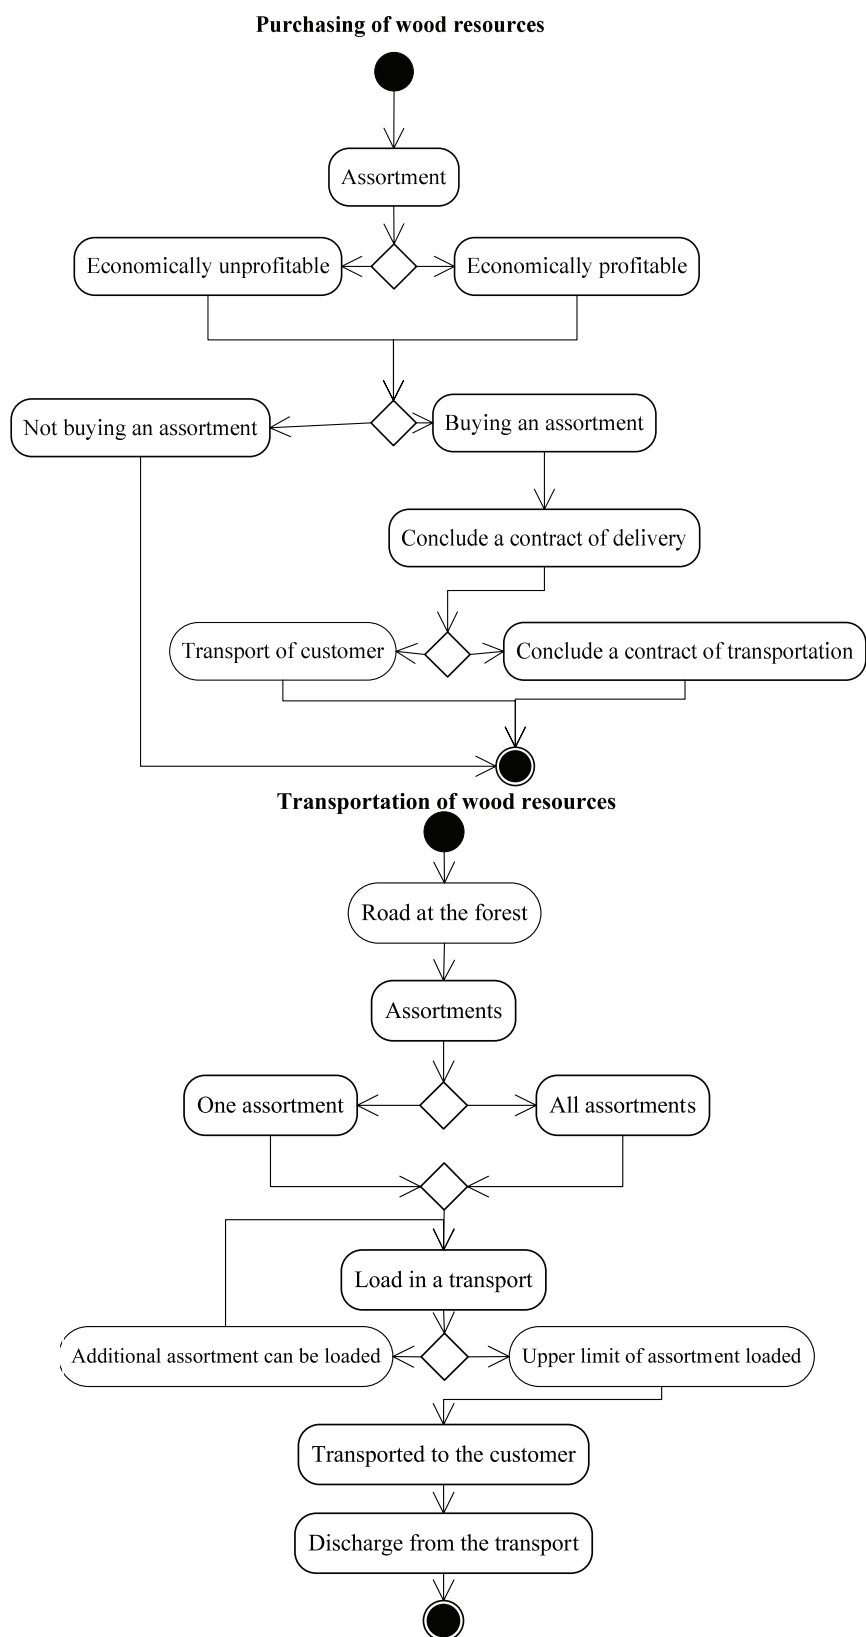 Purchasing of wood resources
Assortment
Economically unprofitable
Economically profitable
Not buying an assortment
Buying an assortment
Conclude a contract of delivery
Transport of customer
Conclude a contract of transportation
Transportation of wood resources
Road at the forest
Assortments
One assortment
All assortments
Load in a transport
Additional assortment can be loaded
Upper limit of assortment loaded
Transported to the customer
Discharge from the transport